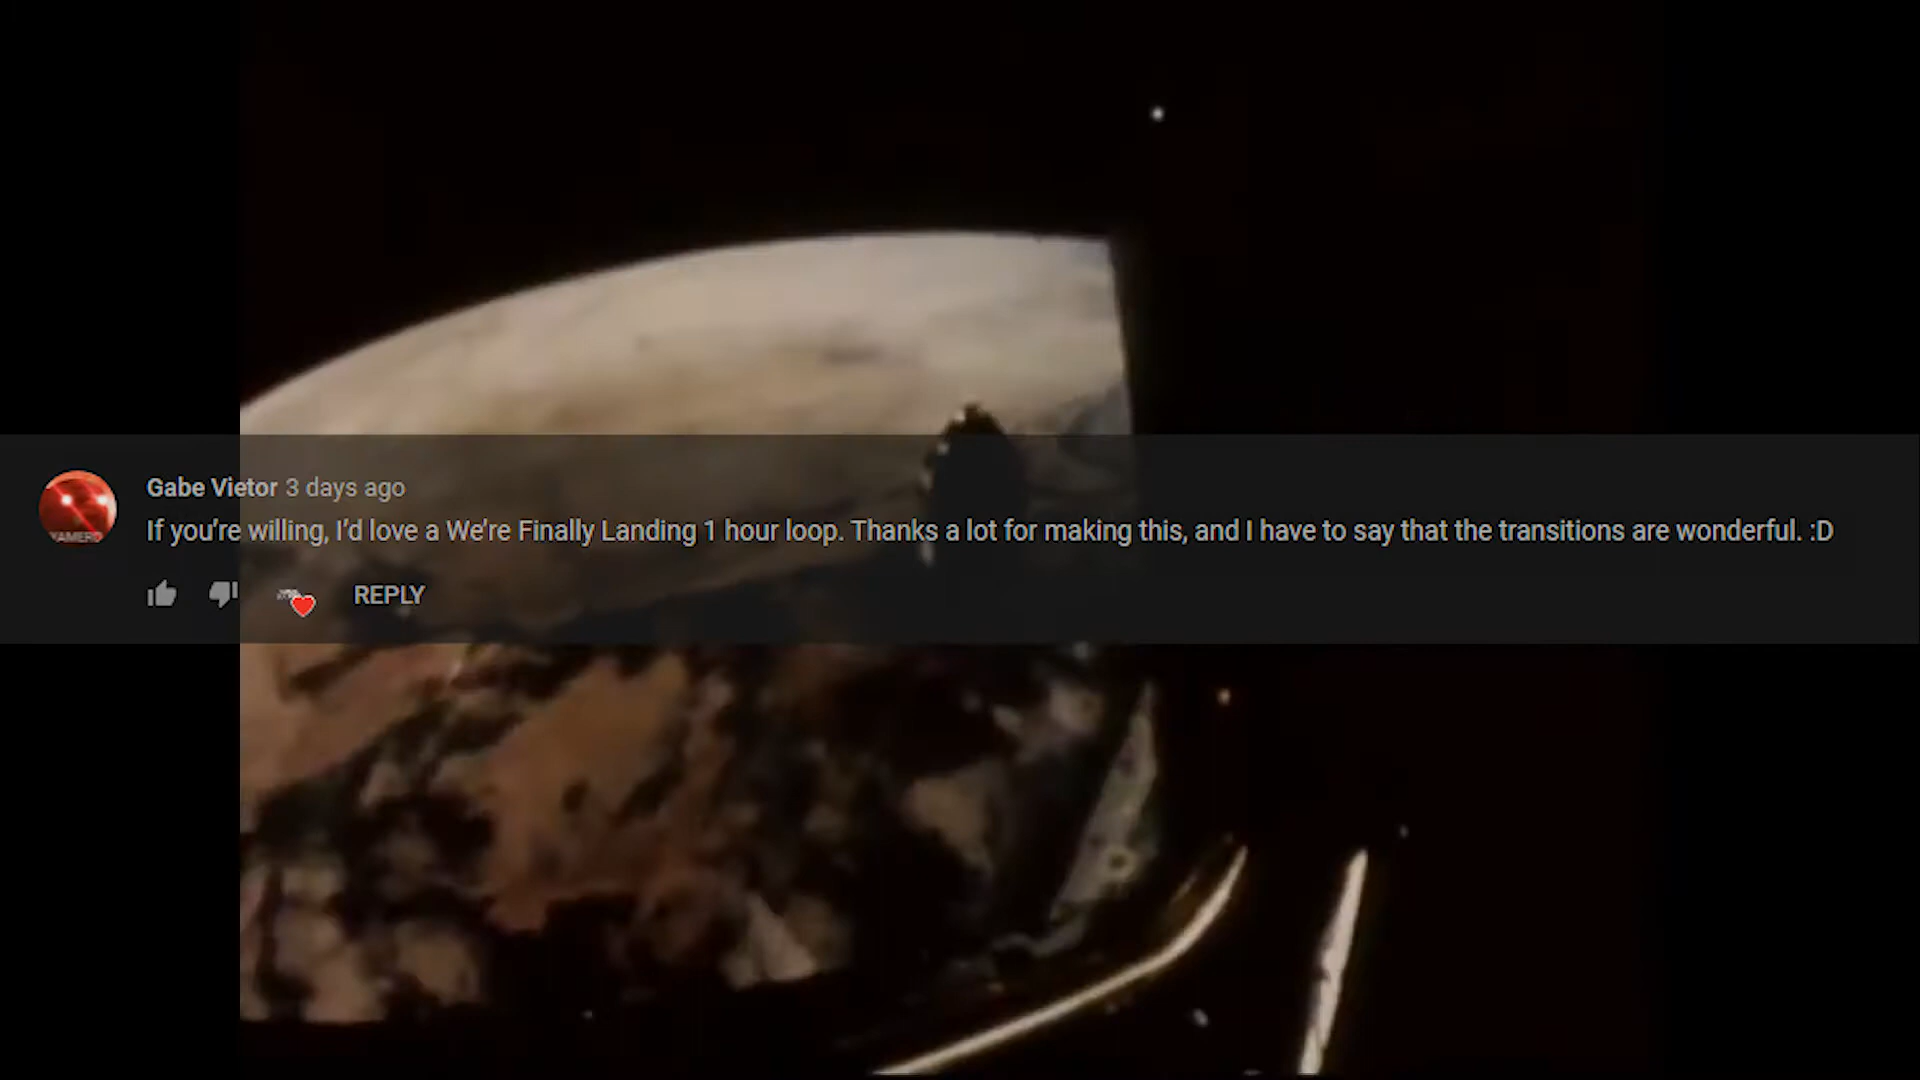 Gabe Vietor 3 days ago
If you're willing, I'd love a We're Finally Landing 1 hour loop. Thanks a lot for making this, and I have to say that the transitions are wonderful. :D
REPLY